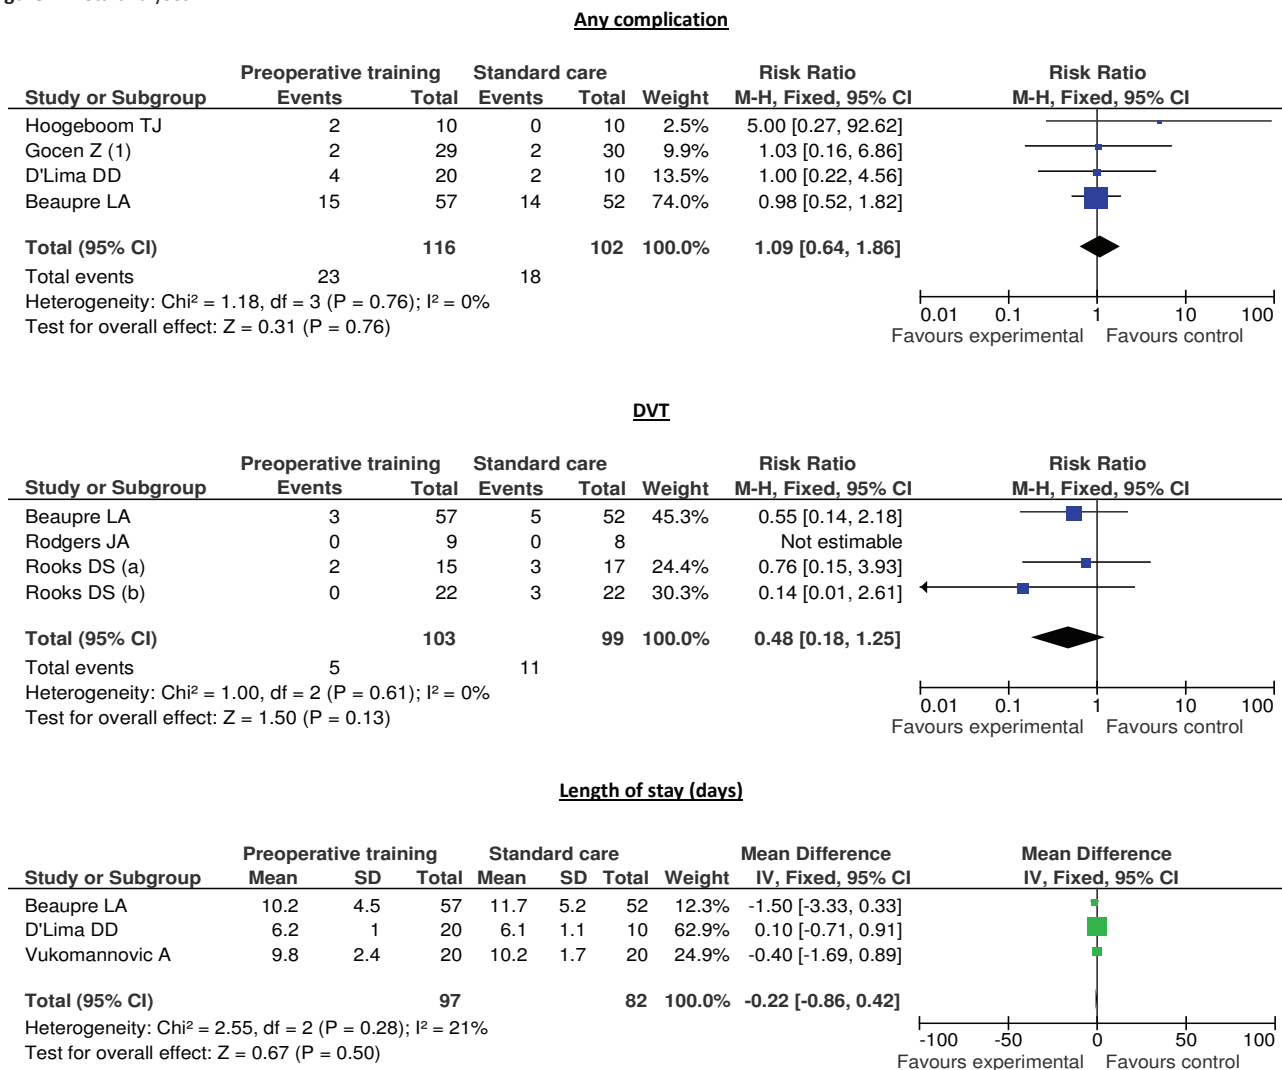 Any complication
Preoperative training Standard care Risk Ratio Risk Ratio
Study or Subgroup Events Total Events Total Weight M-H, Fixed, 95% CI M-H, Fixed, 95% CI
Hoogeboom TJ 2 10 0 10 2.5% 5.00 [0.27, 92.62]
Gocen Z (1) 2 29 2 30 9.9% 1.03 [0.16, 6.86]
D'Lima DD 4 20 2 10 13.5% 1.00 [0.22, 4.56]
Beaupre LA 15 57 14 52 74.0% 0.98 [0.52, 1.82]
Total (95% CI) 116 102 100.0% 1.09 [0.64, 1.86]
Total events 23 18
Heterogeneity: Chi² = 1.18, df = 3 (P = 0.76); I² = 0%
Test for overall effect: Z = 0.31 (P = 0.76)
0.01 0.1 1 10 100
Favours experimental Favours control
DVT
Preoperative training Standard care Risk Ratio Risk Ratio
Study or Subgroup Events Total Events Total Weight M-H, Fixed, 95% CI M-H, Fixed, 95% CI
Beaupre LA 3 57 5 52 45.3% 0.55 [0.14, 2.18]
Rodgers JA 0 9 0 8 Not estimable
Rooks DS (a) 2 15 3 17 24.4% 0.76 [0.15, 3.93]
Rooks DS (b) 0 22 3 22 30.3% 0.14 [0.01, 2.61]
Total (95% CI) 103 99 100.0% 0.48 [0.18, 1.25]
Total events 5 11
Heterogeneity: Chi² = 1.00, df = 2 (P = 0.61); I² = 0%
Test for overall effect: Z = 1.50 (P = 0.13)
0.01 0.1 1 10 100
Favours experimental Favours control
Length of stay (days)
Preoperative training Standard care Mean Difference Mean Difference
Study or Subgroup Mean SD Total Mean SD Total Weight IV, Fixed, 95% CI IV, Fixed, 95% CI
Beaupre LA 10.2 4.5 57 11.7 5.2 52 12.3% -1.50 [-3.33, 0.33]
D'Lima DD 6.2 1 20 6.1 1.1 10 62.9% 0.10 [-0.71, 0.91]
Vukomannovic A 9.8 2.4 20 10.2 1.7 20 24.9% -0.40 [-1.69, 0.89]
Total (95% CI) 97 82 100.0% -0.22 [-0.86, 0.42]
Heterogeneity: Chi² = 2.55, df = 2 (P = 0.28); I² = 21%
Test for overall effect: Z = 0.67 (P = 0.50)
-100 -50 0 50 100
Favours experimental Favours control